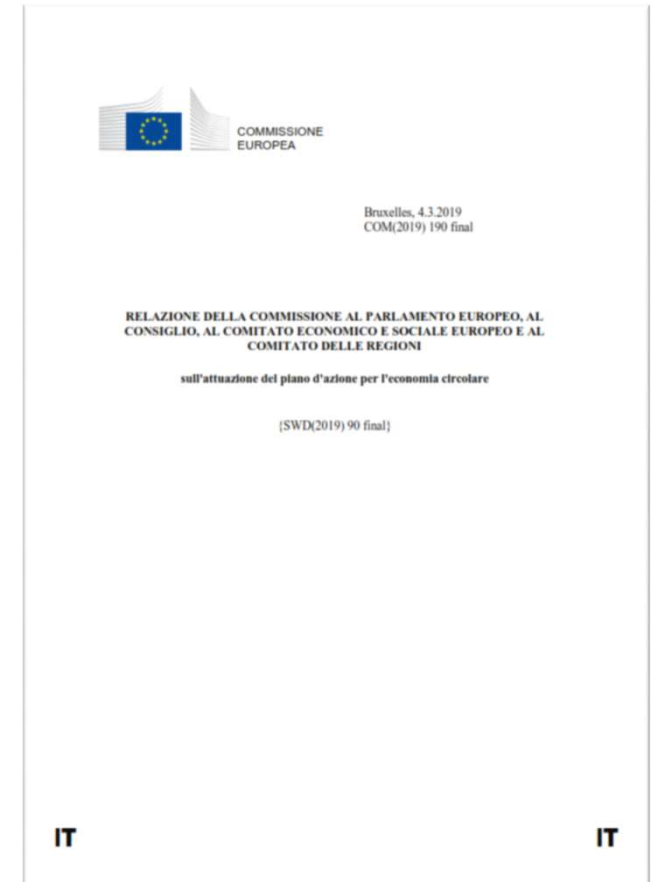 COMMISSIONE
EUROPEA
Bruxelles, 4.3.2019
COM(2019) 190 final
RELAZIONE DELLA COMMISSIONE AL PARLAMENTO EUROPEO, AL
CONSIGLIO, AL COMITATO ECONOMICO E SOCIALE EUROPEO E AL
COMITATO DELLE REGIONI
sull'attuazione del piano d'azione per l'economia circolare
{SWD(2019) 90 final}
IT IT